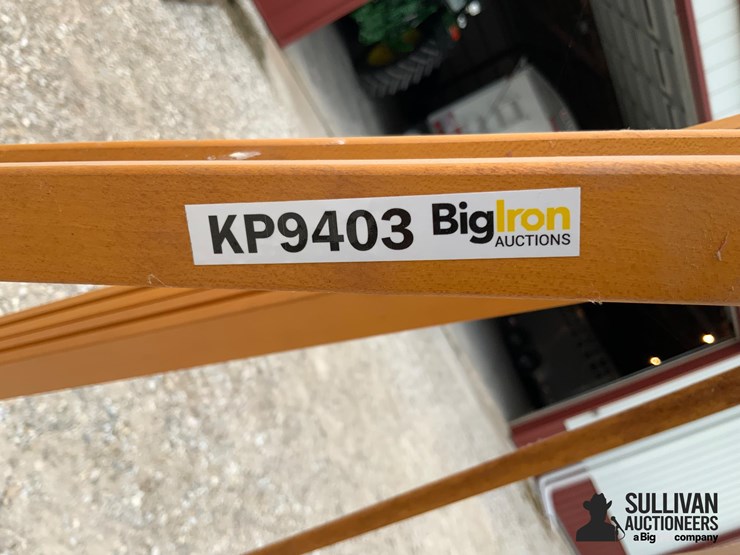 KP9403 BigIron
AUCTIONS
SULLIVAN
AUCTIONEERS
a Big company